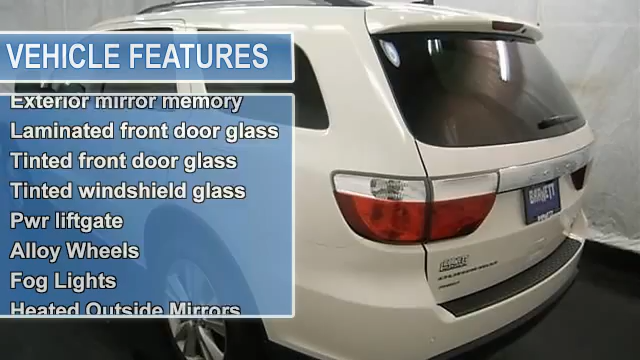 VEHICLE FEATURES
Exterior mirror memory
Laminated front door glass
Tinted front door glass
Tinted windshield glass
Pwr liftgate
Alloy Wheels
Fog Lights
Heated Outside Mirrors
BARNETT